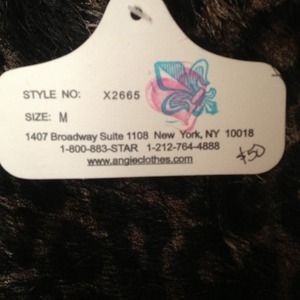 STYLE NO: X2665
SIZE: M
1407 Broadway Suite 1108 New York, NY 10018
1-800-883-STAR 1-212-764-4888
www.angieclothes.com
$50